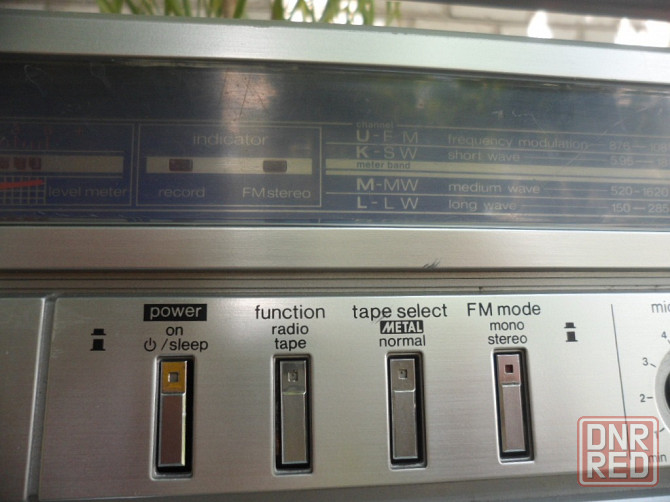 channel
indicator
U-FM frequency modulation
K-SW short wave
meter band
level meter
record
FM stereo
M-MW medium wave 520-162
L-LW long wave 150-285
power
on
/sleep
function
radio
tape
tape select
METAL
normal
FM mode
mono
stereo
4
3
2
min
DNR
RED